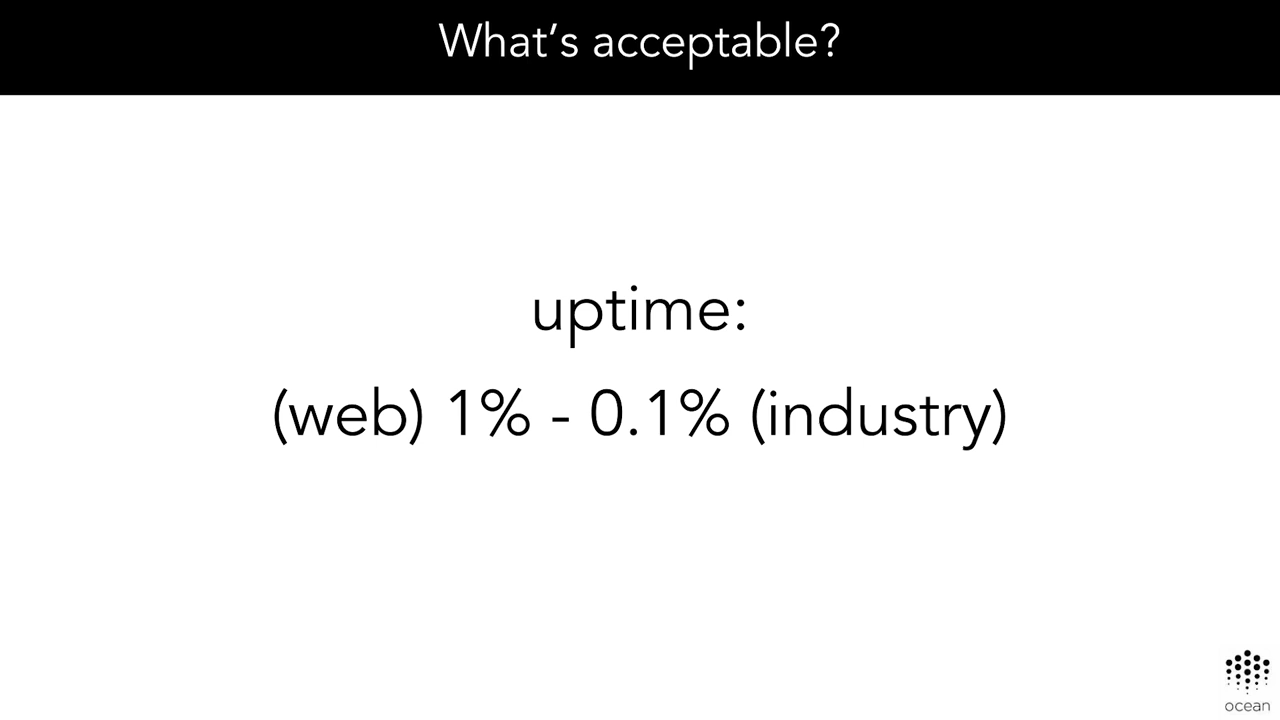 What’s acceptable?
uptime:
(web) 1% - 0.1% (industry)
ocean